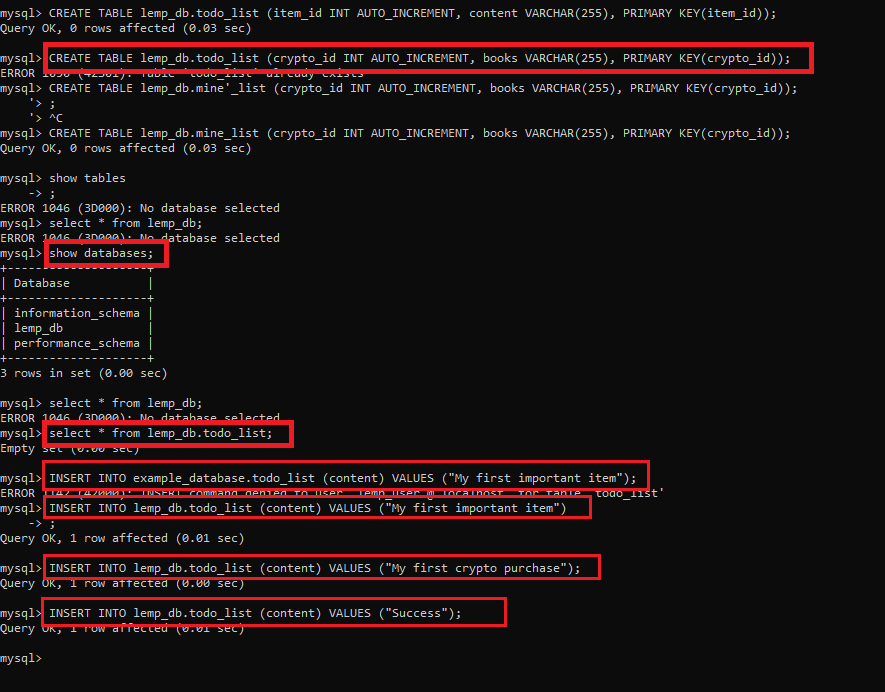 mysql> CREATE TABLE lemp_db.todo_list (item_id INT AUTO_INCREMENT, content VARCHAR(255), PRIMARY KEY(item_id));
Query OK, 0 rows affected (0.03 sec)
mysql> CREATE TABLE lemp_db.todo_list (crypto_id INT AUTO_INCREMENT, books VARCHAR(255), PRIMARY KEY(crypto_id));
ERROR 1050 (42S01): Table 'todo_list' already exists
mysql> CREATE TABLE lemp_db.mine'_list (crypto_id INT AUTO_INCREMENT, books VARCHAR(255), PRIMARY KEY(crypto_id));
'> ;
'> ^C
mysql> CREATE TABLE lemp_db.mine_list (crypto_id INT AUTO_INCREMENT, books VARCHAR(255), PRIMARY KEY(crypto_id));
Query OK, 0 rows affected (0.03 sec)
mysql> show tables
-> ;
ERROR 1046 (3D000): No database selected
mysql> select * from lemp_db;
ERROR 1046 (3D000): No database selected
mysql> show databases;
+--------------------+
| Database           |
+--------------------+
| information_schema |
| lemp_db            |
| performance_schema |
+--------------------+
3 rows in set (0.00 sec)
mysql> select * from lemp_db;
ERROR 1046 (3D000): No database selected
mysql> select * from lemp_db.todo_list;
Empty set (0.00 sec)
mysql> INSERT INTO example_database.todo_list (content) VALUES ("My first important item");
ERROR 1142 (42000): INSERT command denied to user 'lemp_user'@'localhost' for table 'todo_list'
mysql> INSERT INTO lemp_db.todo_list (content) VALUES ("My first important item")
-> ;
Query OK, 1 row affected (0.01 sec)
mysql> INSERT INTO lemp_db.todo_list (content) VALUES ("My first crypto purchase");
Query OK, 1 row affected (0.00 sec)
mysql> INSERT INTO lemp_db.todo_list (content) VALUES ("Success");
Query OK, 1 row affected (0.01 sec)
mysql>